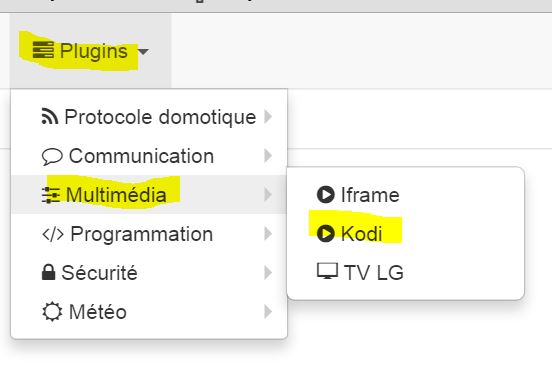 Plugins
Protocole domotique
Communication
Multimédia
Programmation
Sécurité
Météo
Iframe
Kodi
TV LG